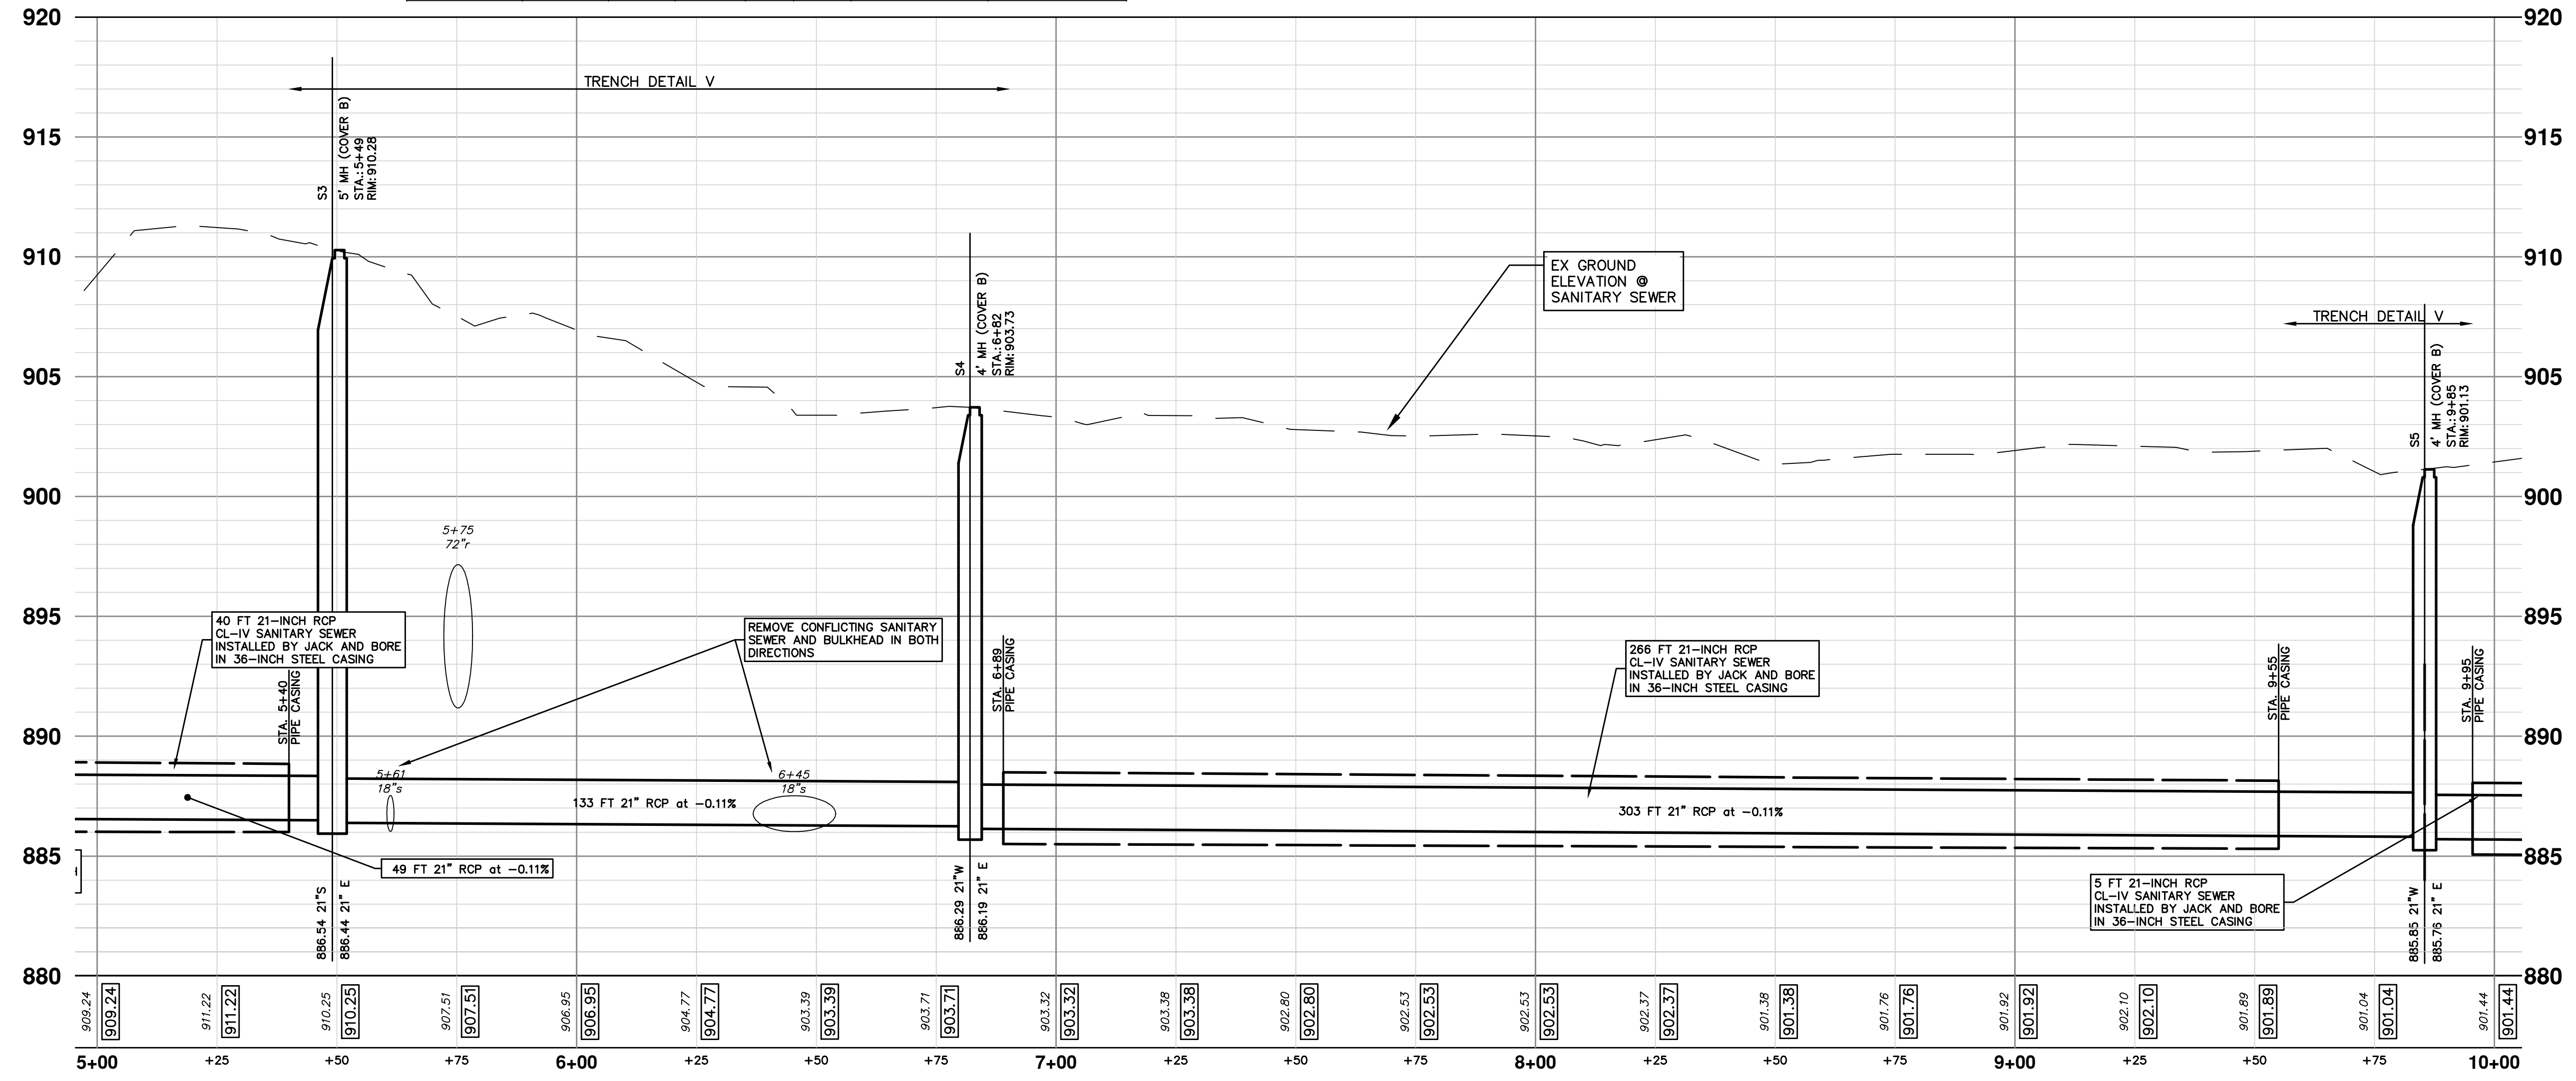 920
920
TRENCH DETAIL V
S3
5' MH (COVER B)
STA.: 5+49
RIM: 910.28
915
915
910
910
S4
4' MH (COVER B)
STA.: 6+82
RIM: 903.73
EX GROUND
ELEVATION @
SANITARY SEWER
TRENCH DETAIL V
S5
4' MH (COVER B)
STA.: 9+85
RIM: 901.13
905
905
900
900
5+75
72"r
895
895
40 FT 21-INCH RCP
CL-IV SANITARY SEWER
INSTALLED BY JACK AND BORE
IN 36-INCH STEEL CASING
REMOVE CONFLICTING SANITARY
SEWER AND BULKHEAD IN BOTH
DIRECTIONS
266 FT 21-INCH RCP
CL-IV SANITARY SEWER
INSTALLED BY JACK AND BORE
IN 36-INCH STEEL CASING
STA. 5+40
PIPE CASING
STA. 6+89
PIPE CASING
STA. 9+55
PIPE CASING
STA. 9+95
PIPE CASING
890
890
5+61
18"s
6+45
18"s
133 FT 21" RCP at -0.11%
303 FT 21" RCP at -0.11%
885
885
49 FT 21" RCP at -0.11%
5 FT 21-INCH RCP
CL-IV SANITARY SEWER
INSTALLED BY JACK AND BORE
IN 36-INCH STEEL CASING
886.54 21"S
886.44 21" E
886.29 21"W
886.19 21" E
885.85 21"W
885.76 21" E
880
880
909.24 909.24 911.22 911.22 910.25 910.25 907.51 907.51 906.95 906.95 904.77 904.77 903.39 903.39 903.71 903.71 903.32 903.32 903.38 903.38 902.80 902.80 902.53 902.53 902.53 902.53 902.37 902.37 901.38 901.38 901.76 901.76 901.92 901.92 902.10 902.10 901.89 901.89 901.04 901.04 901.44 901.44
5+00 +25 +50 +75 6+00 +25 +50 +75 7+00 +25 +50 +75 8+00 +25 +50 +75 9+00 +25 +50 +75 10+00